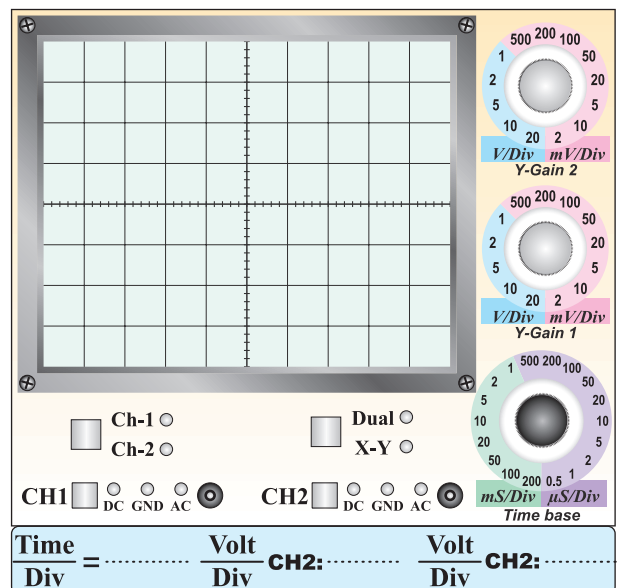 500 200 100
1 50
2 20
5 10
10 5
20 2
V/Div mV/Div
Y-Gain 2
500 200 100
1 50
2 20
5 10
10 5
20 2
V/Div mV/Div
Y-Gain 1
500 200 100
1 50
2 20
5 10
10 5
20 2
50 1
100 200 0.5
mS/Div µS/Div
Time base
Ch-1
Ch-2
Dual
X-Y
CH1 DC GND AC
CH2 DC GND AC
Time/Div = ............ Volt/Div CH2: ............ Volt/Div CH2: ............